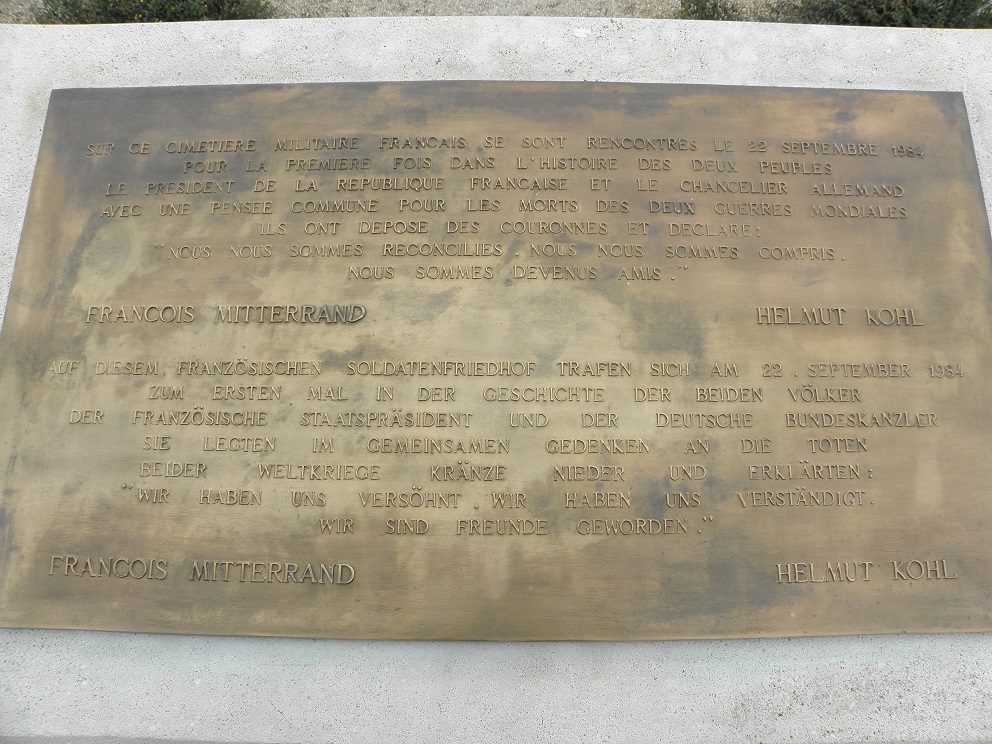 SUR CE CIMETIERE MILITAIRE FRANCAIS SE SONT RENCONTRES LE 22 SEPTEMBRE 1984
POUR LA PREMIERE FOIS DANS L'HISTOIRE DES DEUX PEUPLES
LE PRESIDENT DE LA REPUBLIQUE FRANCAISE ET LE CHANCELIER ALLEMAND
AVEC UNE PENSEE COMMUNE POUR LES MORTS DES DEUX GUERRES MONDIALES
ILS ONT DEPOSE DES COURONNES ET DECLARE:
"NOUS NOUS SOMMES RECONCILIES. NOUS NOUS SOMMES COMPRIS.
NOUS SOMMES DEVENUS AMIS."
FRANCOIS MITTERRAND HELMUT KOHL
AUF DIESEM FRANZÖSISCHEN SOLDATENFRIEDHOF TRAFEN SICH AM 22. SEPTEMBER 1984
ZUM ERSTEN MAL IN DER GESCHICHTE DER BEIDEN VÖLKER
DER FRANZÖSISCHE STAATSPRÄSIDENT UND DER DEUTSCHE BUNDESKANZLER
SIE LEGTEN IM GEMEINSAMEN GEDENKEN AN DIE TOTEN
BEIDER WELTKRIEGE KRÄNZE NIEDER UND ERKLÄRTEN:
"WIR HABEN UNS VERSÖHNT. WIR HABEN UNS VERSTÄNDIGT.
WIR SIND FREUNDE GEWORDEN."
FRANCOIS MITTERRAND HELMUT KOHL